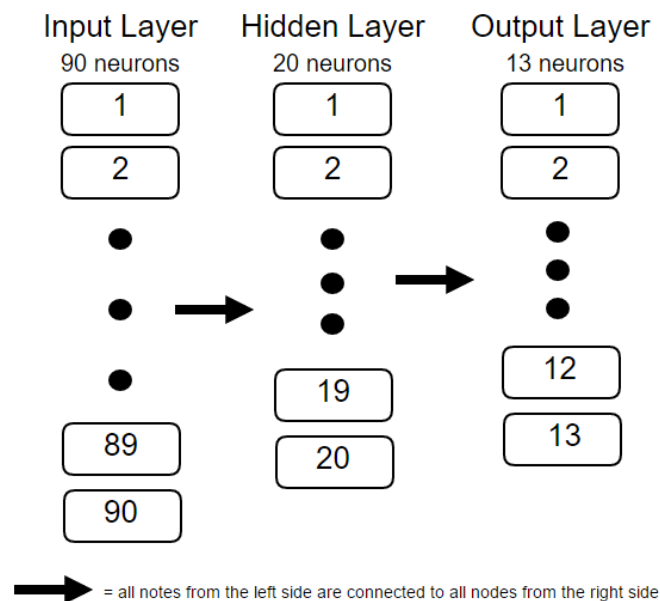 Input Layer
90 neurons
1
2
89
90
Hidden Layer
20 neurons
1
2
19
20
Output Layer
13 neurons
1
2
12
13
= all notes from the left side are connected to all nodes from the right side